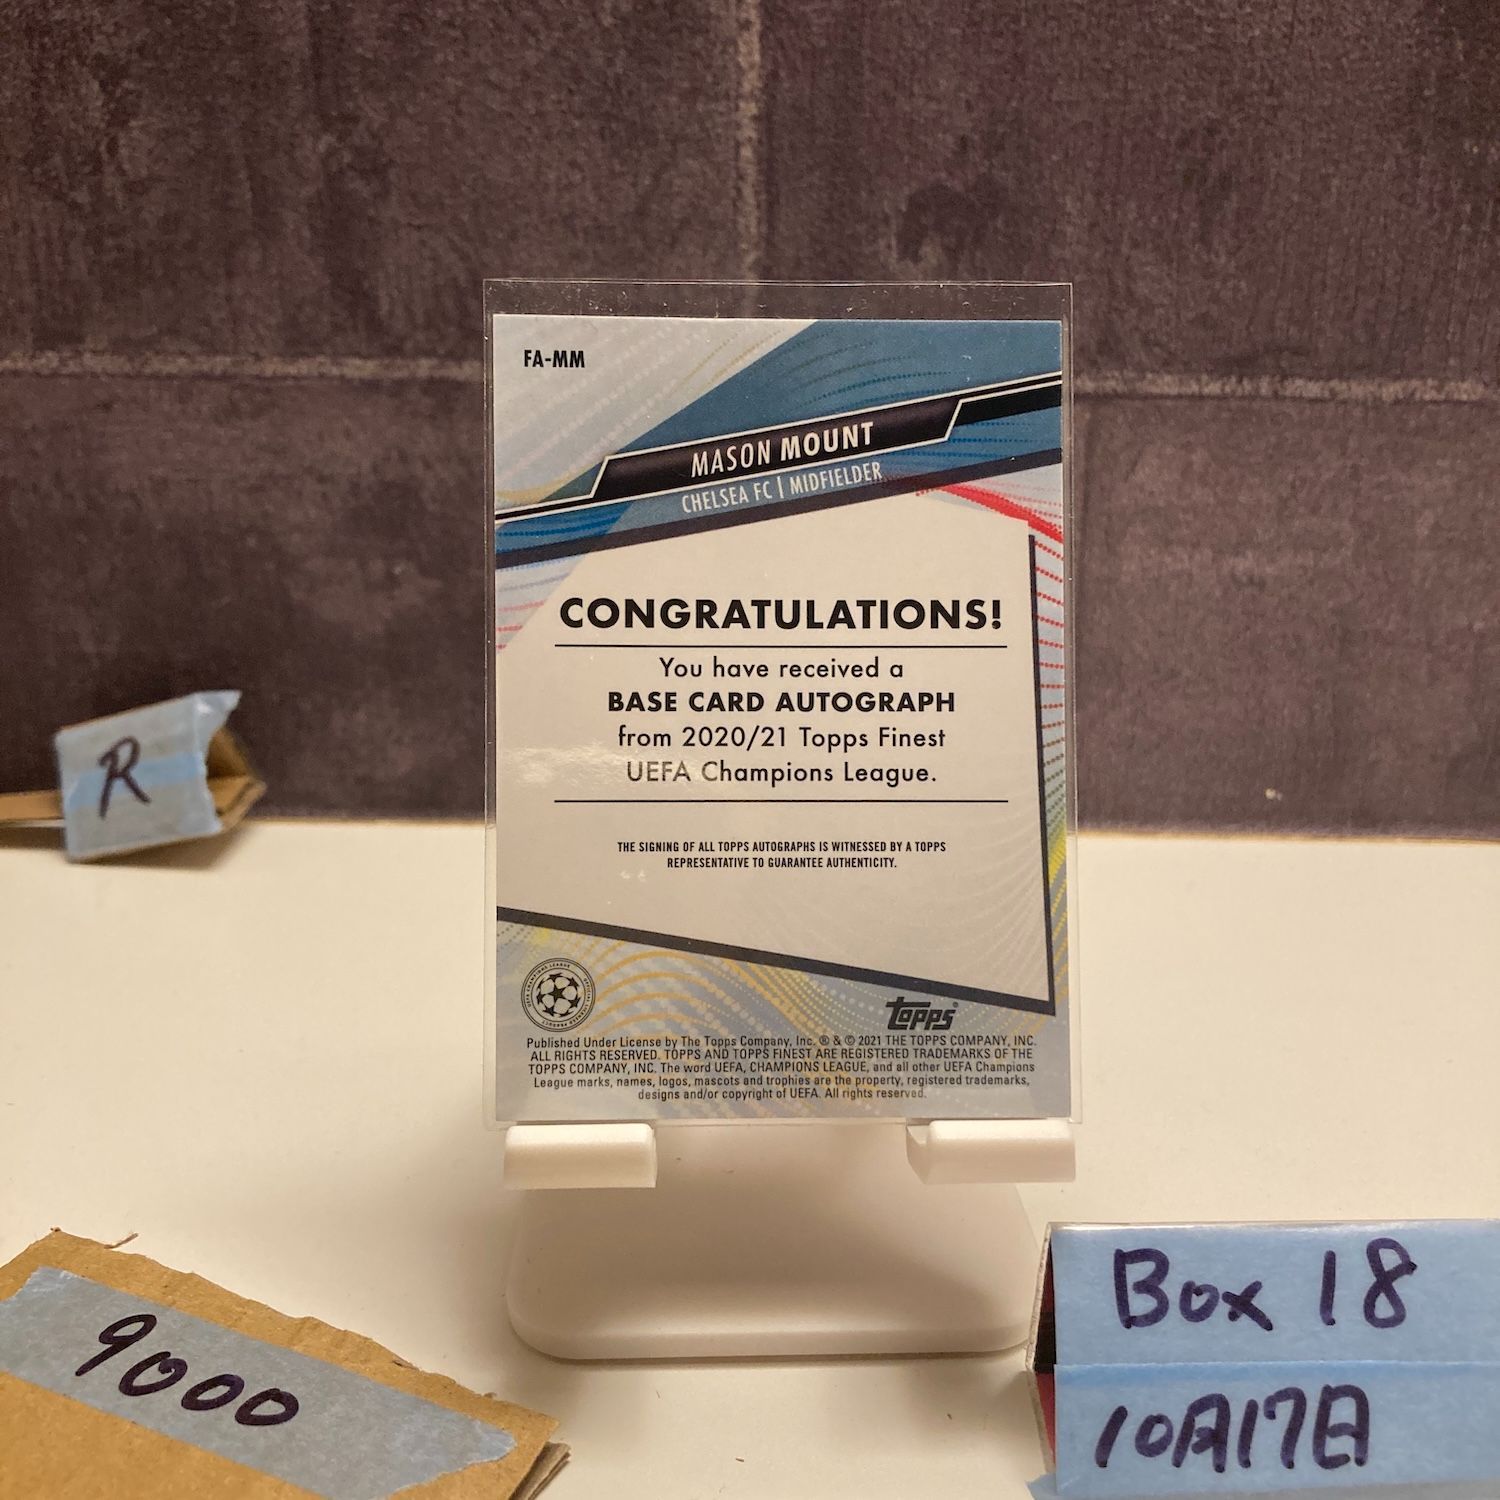 FA-MM
MASON MOUNT
CHELSEA FC | MIDFIELDER
CONGRATULATIONS!
You have received a
BASE CARD AUTOGRAPH
from 2020/21 Topps Finest
UEFA Champions League.
THE SIGNING OF ALL TOPPS AUTOGRAPHS IS WITNESSED BY A TOPPS
REPRESENTATIVE TO GUARANTEE AUTHENTICITY.
topps
Published Under License by The Topps Company, Inc. ® & © 2021 THE TOPPS COMPANY, INC.
ALL RIGHTS RESERVED. TOPPS AND TOPPS FINEST ARE REGISTERED TRADEMARKS OF THE
TOPPS COMPANY, INC. The word UEFA, CHAMPIONS LEAGUE, and all other UEFA Champions
League marks, names, logos, mascots and trophies are the property, registered trademarks,
designs and/or copyright of UEFA. All rights reserved.
R
9000
Box 18
10月17日